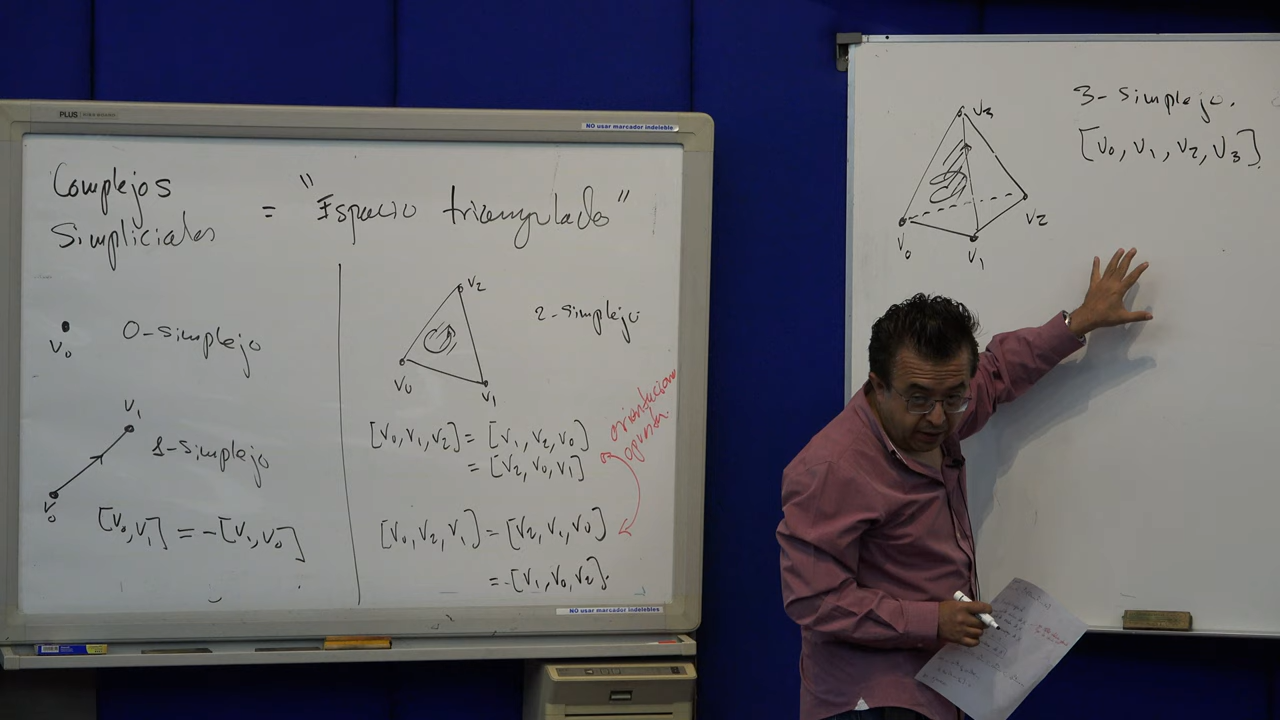 PLUS
NO usar marcador indeleble
Complejos
Simpliciales = "Espacio triangulado"
V₀
0-simplejo
V₁
1-simplejo
V₀
[V₀,V₁] = -[V₁,V₀]
V₂
2-simplejo
V₀
V₁
[V₀,V₁,V₂] = [V₁,V₂,V₀]
= [V₂,V₀,V₁]
orientacion
opuesta
[V₀,V₂,V₁] = [V₂,V₁,V₀]
= [V₁,V₀,V₂].
NO usar marcador indelebles
3-simplejo.
[V₀,V₁,V₂,V₃].
V₃
V₂
V₀
V₁